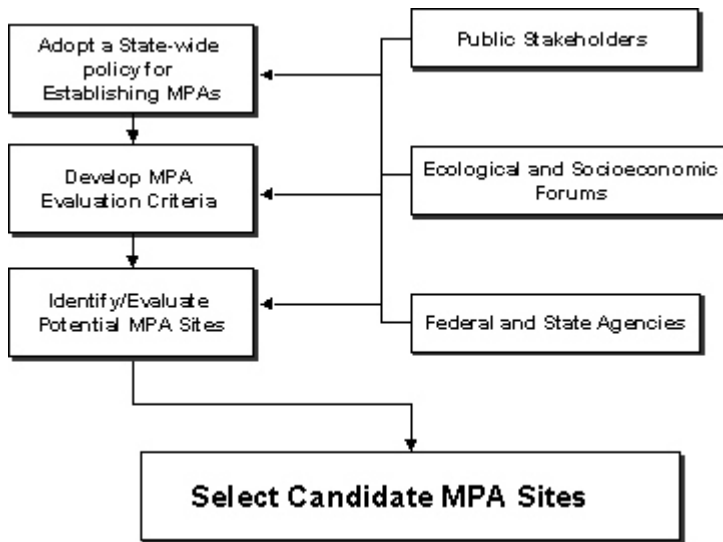 Adopt a State-wide
policy for
Establishing MPAs
Public Stakeholders
Develop MPA
Evaluation Criteria
Ecological and Socioeconomic
Forums
Identify/Evaluate
Potential MPA Sites
Federal and State Agencies
Select Candidate MPA Sites